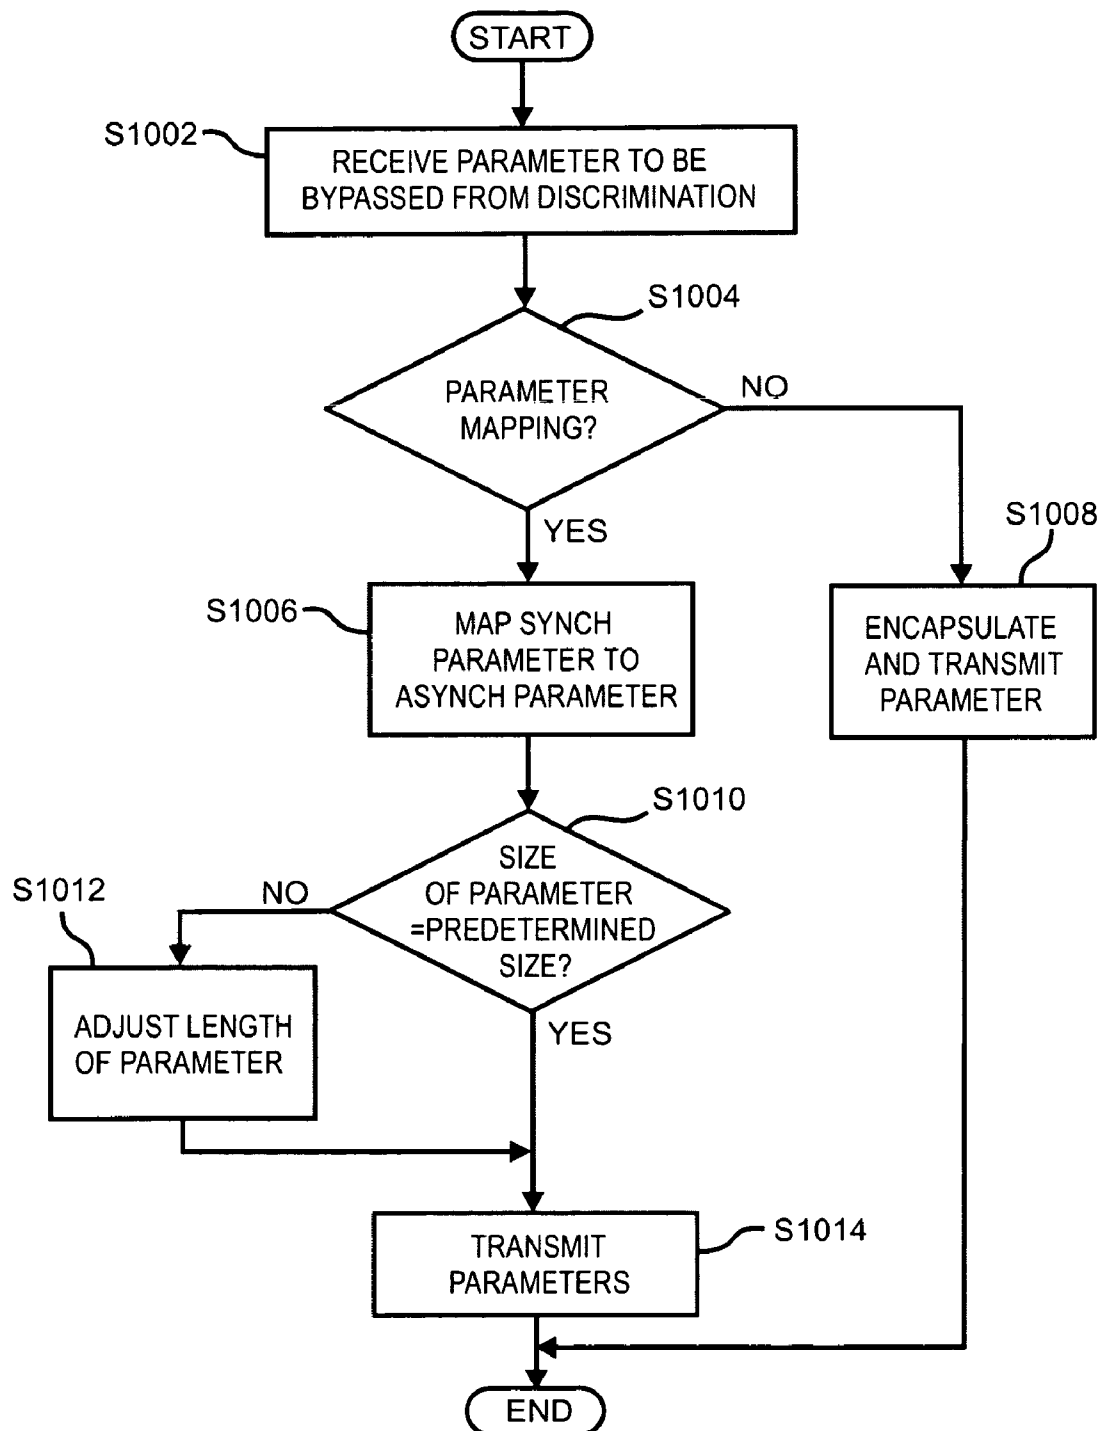 START
S1002
RECEIVE PARAMETER TO BE
BYPASSED FROM DISCRIMINATION
S1004
PARAMETER
MAPPING?
NO
YES
S1008
S1006
MAP SYNCH
PARAMETER TO
ASYNCH PARAMETER
ENCAPSULATE
AND TRANSMIT
PARAMETER
S1010
SIZE
OF PARAMETER
=PREDETERMINED
SIZE?
NO
S1012
YES
ADJUST LENGTH
OF PARAMETER
S1014
TRANSMIT
PARAMETERS
END